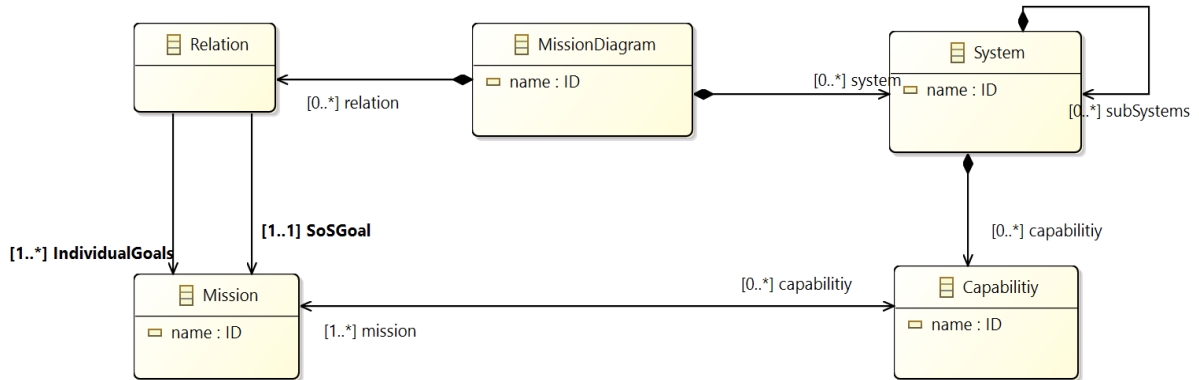 Relation
MissionDiagram
name : ID
System
name : ID
[0..*] relation
[0..*] system
[0..*] subSystems
[1..*] IndividualGoals
[1..1] SoSGoal
[0..*] capabilitiy
Mission
name : ID
[0..*] capabilitiy
[1..*] mission
Capabilitiy
name : ID